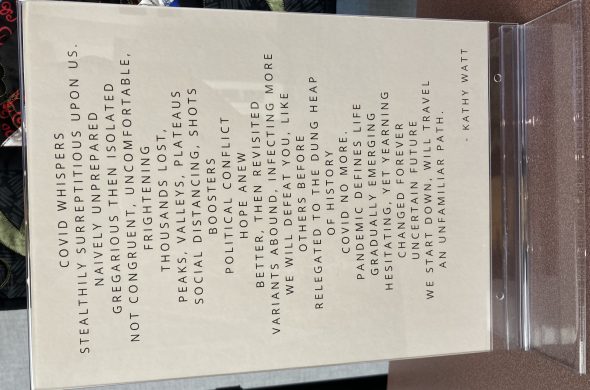 COVID WHISPERS
STEALTHILY SURREPTITIOUS UPON US.
NAIVELY UNPREPARED
GREGARIOUS THEN ISOLATED
NOT CONGRUENT, UNCOMFORTABLE,
FRIGHTENING
THOUSANDS LOST,
PEAKS, VALLEYS, PLATEAUS
SOCIAL DISTANCING, SHOTS
BOOSTERS
POLITICAL CONFLICT
HOPE ANEW
BETTER, THEN REVISITED
VARIANTS ABOUND, INFECTING MORE
WE WILL DEFEAT YOU, LIKE
OTHERS BEFORE
RELEGATED TO THE DUNG HEAP
OF HISTORY
COVID NO MORE.
PANDEMIC DEFINES LIFE
GRADUALLY EMERGING
HESITATING, YET YEARNING
CHANGED FOREVER
UNCERTAIN FUTURE
WE START DOWN, WILL TRAVEL
AN UNFAMILIAR PATH.
- KATHY WATT